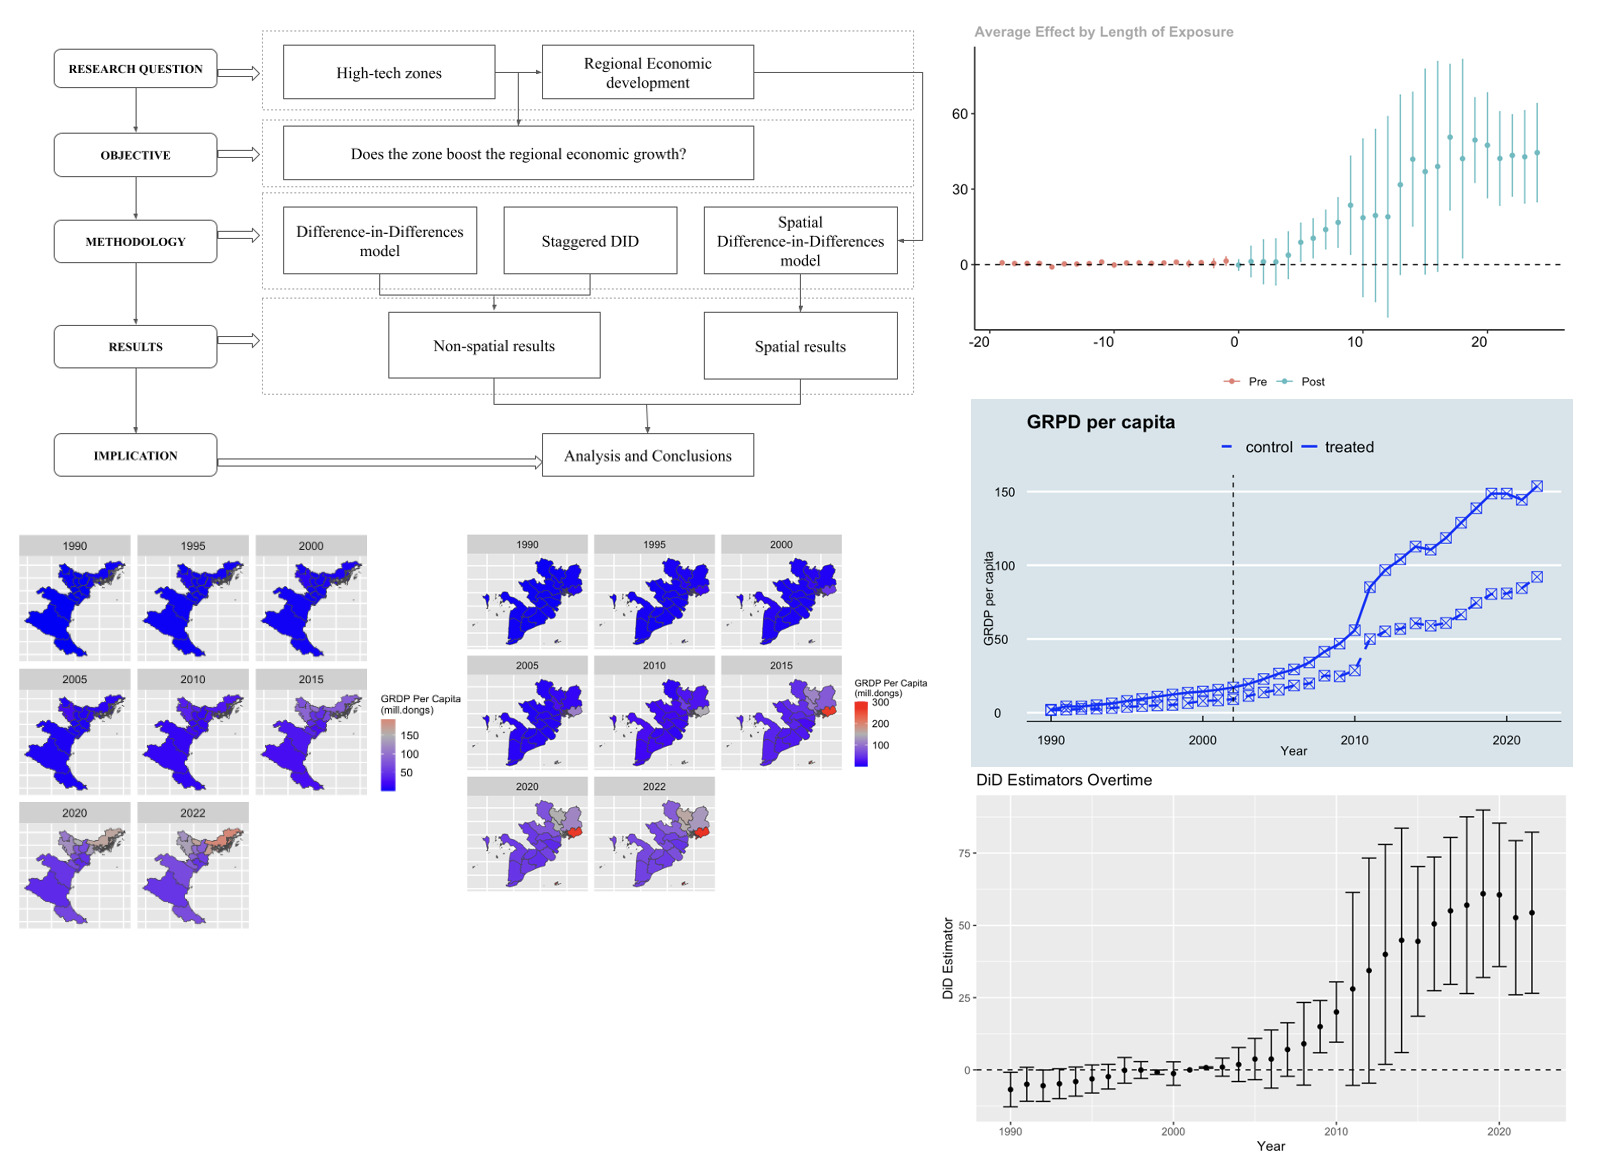 RESEARCH QUESTION
High-tech zones
Regional Economic
development
OBJECTIVE
Does the zone boost the regional economic growth?
METHODOLOGY
Difference-in-Differences
model
Staggered DID
Spatial
Difference-in-Differences
model
RESULTS
Non-spatial results
Spatial results
IMPLICATION
Analysis and Conclusions
Average Effect by Length of Exposure
60
30
0
-20
-10
0
10
20
Pre
Post
GRPD per capita
control
treated
GRDP per capita
150
100
50
0
1990
2000
2010
2020
Year
1990
1995
2000
2005
2010
2015
2020
2022
GRDP Per Capita
(mill.dongs)
150
100
50
1990
1995
2000
2005
2010
2015
2020
2022
GRDP Per Capita
(mill.dongs)
300
200
100
DiD Estimators Overtime
DiD Estimator
75
50
25
0
1990
2000
2010
2020
Year